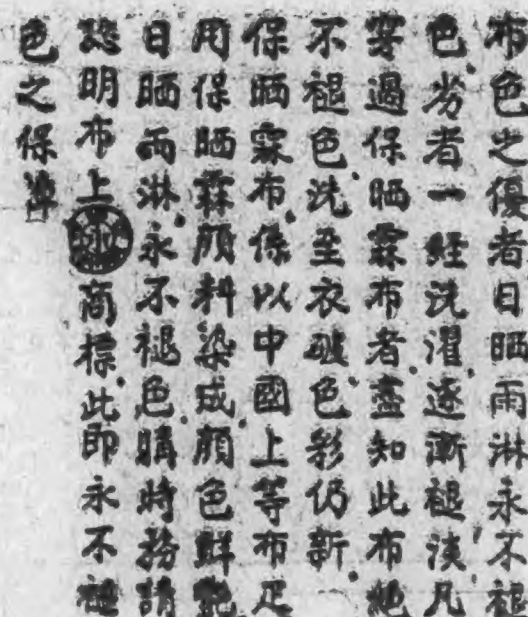 布色之優者日晒雨淋永不褪
色、劣者一經洗濯逐漸褪淡、凡
穿過保晒霖布者、盡知此布絕
不褪色、洗至衣破、色彩仍新。
保晒霖布、係以中國上等布疋
用保晒霖顏料染成、顏色鮮艷
日晒雨淋、永不褪色、購時務請
認明布上商標、此即永不褪
色之保證